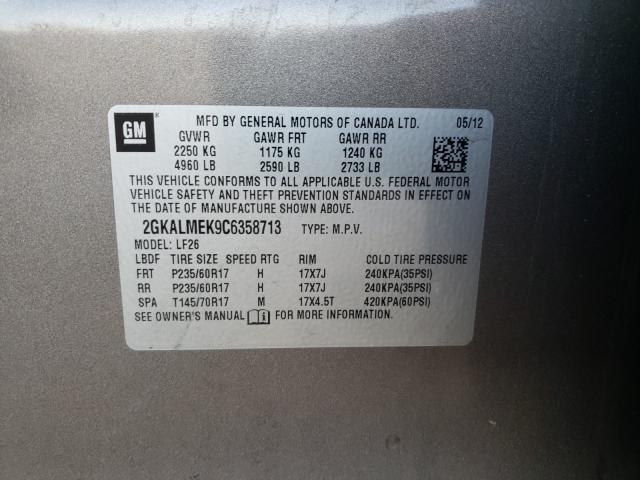 GM ®
MFD BY GENERAL MOTORS OF CANADA LTD. 05/12
GVWR GAWR FRT GAWR RR
2250 KG 1175 KG 1240 KG
4960 LB 2590 LB 2733 LB
THIS VEHICLE CONFORMS TO ALL APPLICABLE U.S. FEDERAL MOTOR
VEHICLE SAFETY AND THEFT PREVENTION STANDARDS IN EFFECT ON
THE DATE OF MANUFACTURE SHOWN ABOVE.
2GKALMEK9C6358713 TYPE: M.P.V.
MODEL: LF26
LBDF TIRE SIZE SPEED RTG RIM COLD TIRE PRESSURE
FRT P235/60R17 H 17X7J 240KPA(35PSI)
RR P235/60R17 H 17X7J 240KPA(35PSI)
SPA T145/70R17 M 17X4.5T 420KPA(60PSI)
SEE OWNER'S MANUAL FOR MORE INFORMATION.